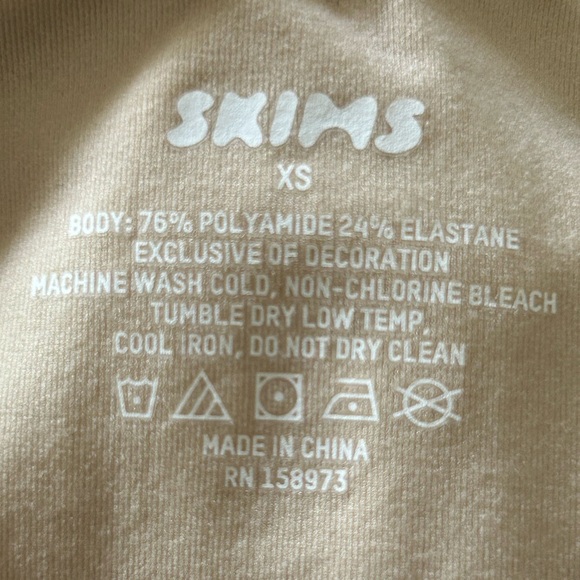 SKIMS
XS
BODY: 76% POLYAMIDE 24% ELASTANE
EXCLUSIVE OF DECORATION
MACHINE WASH COLD, NON-CHLORINE BLEACH
TUMBLE DRY LOW TEMP,
COOL IRON, DO NOT DRY CLEAN
MADE IN CHINA
RN 158973